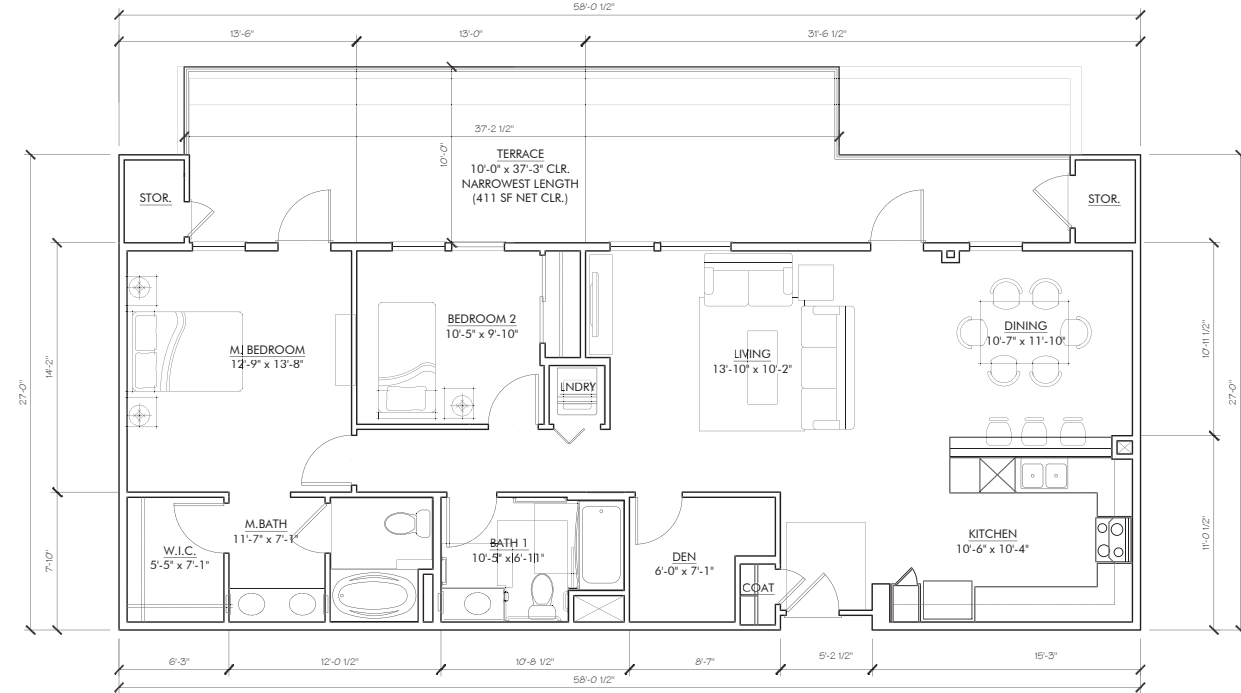 58'-0 1/2"
13'-6"
13'-0"
31'-6 1/2"
37'-2 1/2"
10'-0"
TERRACE
10'-0" x 37'-3" CLR.
NARROWEST LENGTH
(411 SF NET CLR.)
STOR.
STOR.
27'-0"
14'-2"
7'-10"
M. BEDROOM
12'-9" x 13'-8"
BEDROOM 2
10'-5" x 9'-10"
LNDRY
LIVING
13'-10" x 10'-2"
DINING
10'-7" x 11'-10"
10'-11 1/2"
27'-0"
11'-0 1/2"
W.I.C.
5'-5" x 7'-1"
M.BATH
11'-7" x 7'-1"
BATH 1
10'-5" x 6'-11"
DEN
6'-0" x 7'-1"
COAT
KITCHEN
10'-6" x 10'-4"
6'-3"
12'-0 1/2"
10'-8 1/2"
8'-7"
5'-2 1/2"
15'-3"
58'-0 1/2"